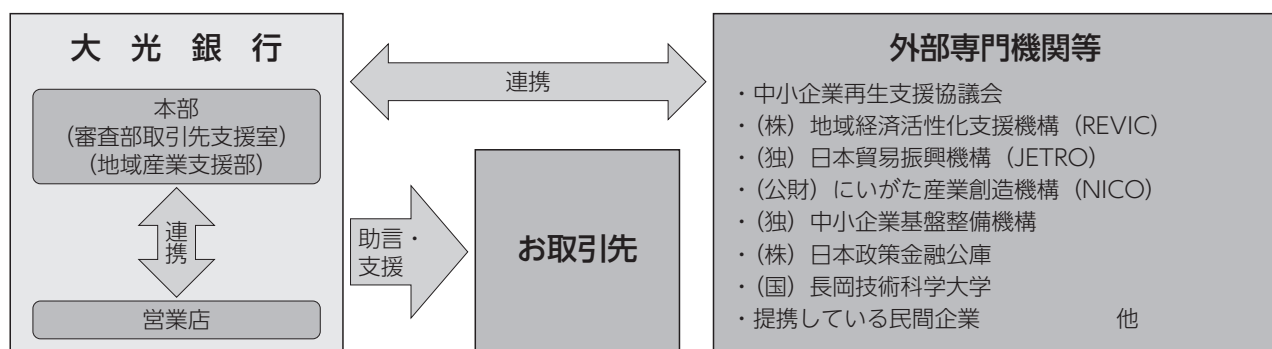 大光銀行
本部
(審査部取引先支援室)
(地域産業支援部)
連携
営業店
連携
助言・
支援
お取引先
外部専門機関等
・中小企業再生支援協議会
・(株)地域経済活性化支援機構(REVIC)
・(独)日本貿易振興機構(JETRO)
・(公財)にいがた産業創造機構(NICO)
・(独)中小企業基盤整備機構
・(株)日本政策金融公庫
・(国)長岡技術科学大学
・提携している民間企業 他